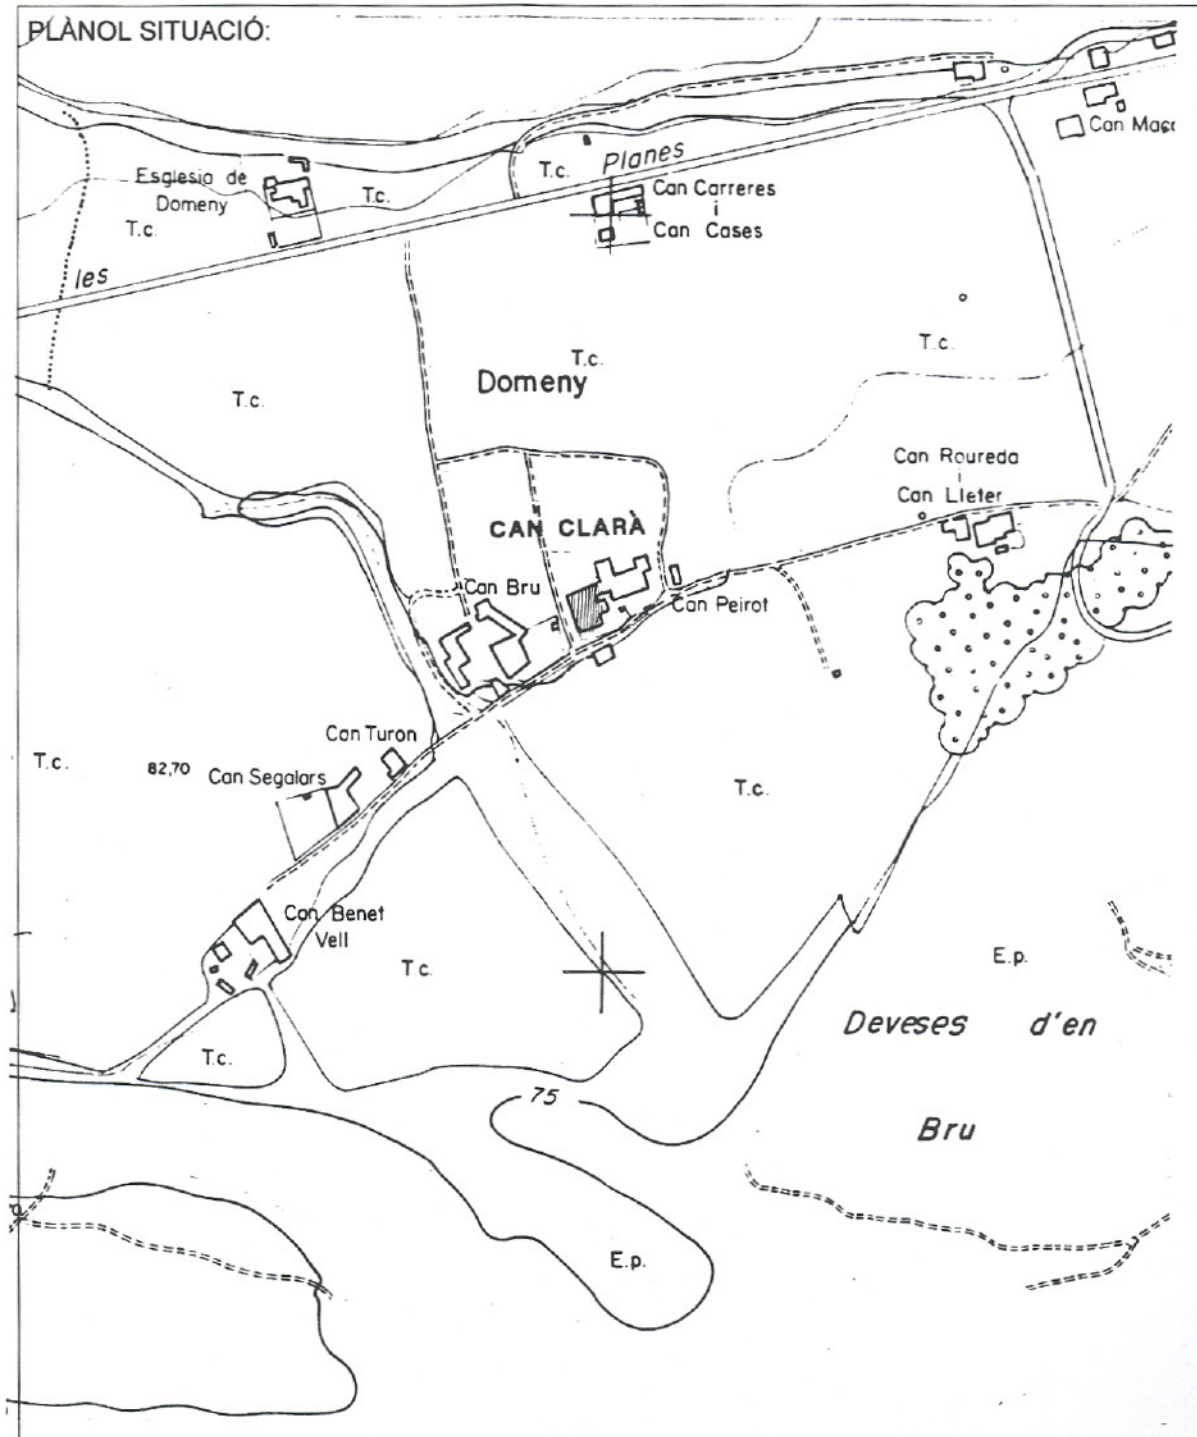 PLÀNOL SITUACIÓ:
Planes
Esglesia de
Domeny
T.c.
T.c.
T.c.
Can Carreres
i
Can Cases
les
T.c.
T.c.
T.c.
Domeny
Can Roureda
Can Lleter
CAN CLARÀ
Can Bru
Can Peirot
Can Turon
T.c.
82,70
Can Segalars
T.c.
Can Benet
Vell
T.c.
E.p.
Deveses d'en
T.c.
75
Bru
E.p.